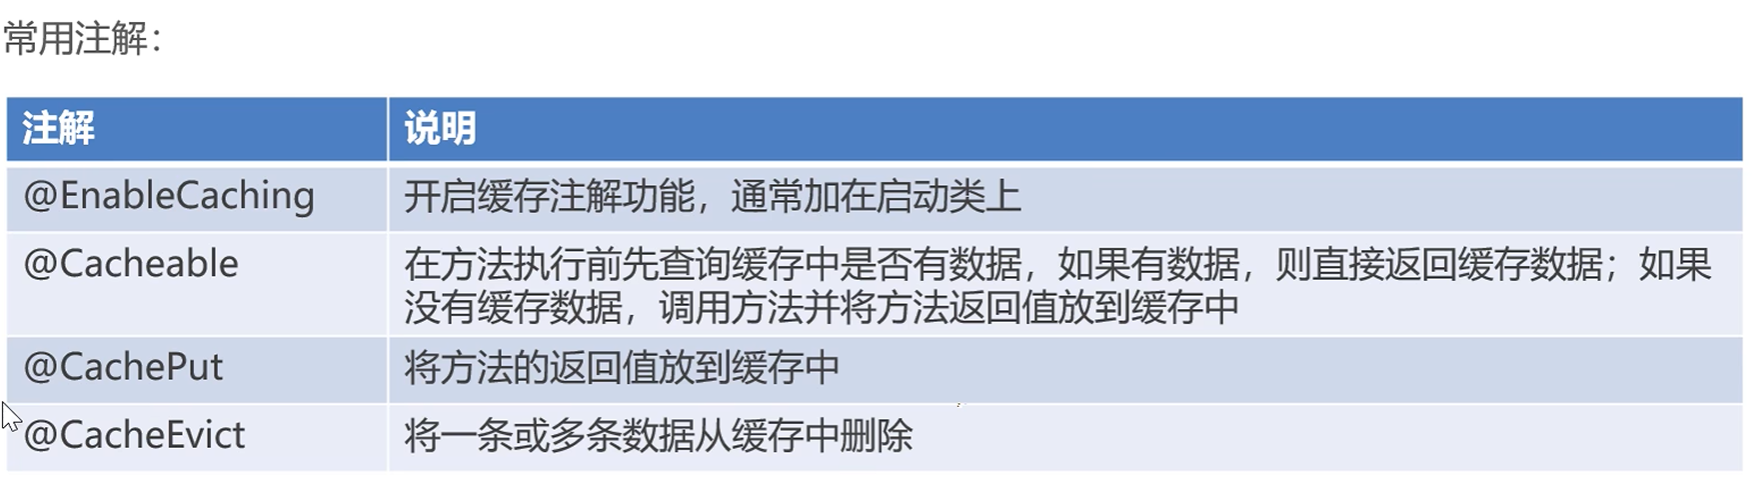 常用注解：
注解 说明
@EnableCaching 开启缓存注解功能，通常加在启动类上
@Cacheable 在方法执行前先查询缓存中是否有数据，如果有数据，则直接返回缓存数据；如果
没有缓存数据，调用方法并将方法返回值放到缓存中
@CachePut 将方法的返回值放到缓存中
@CacheEvict 将一条或多条数据从缓存中删除